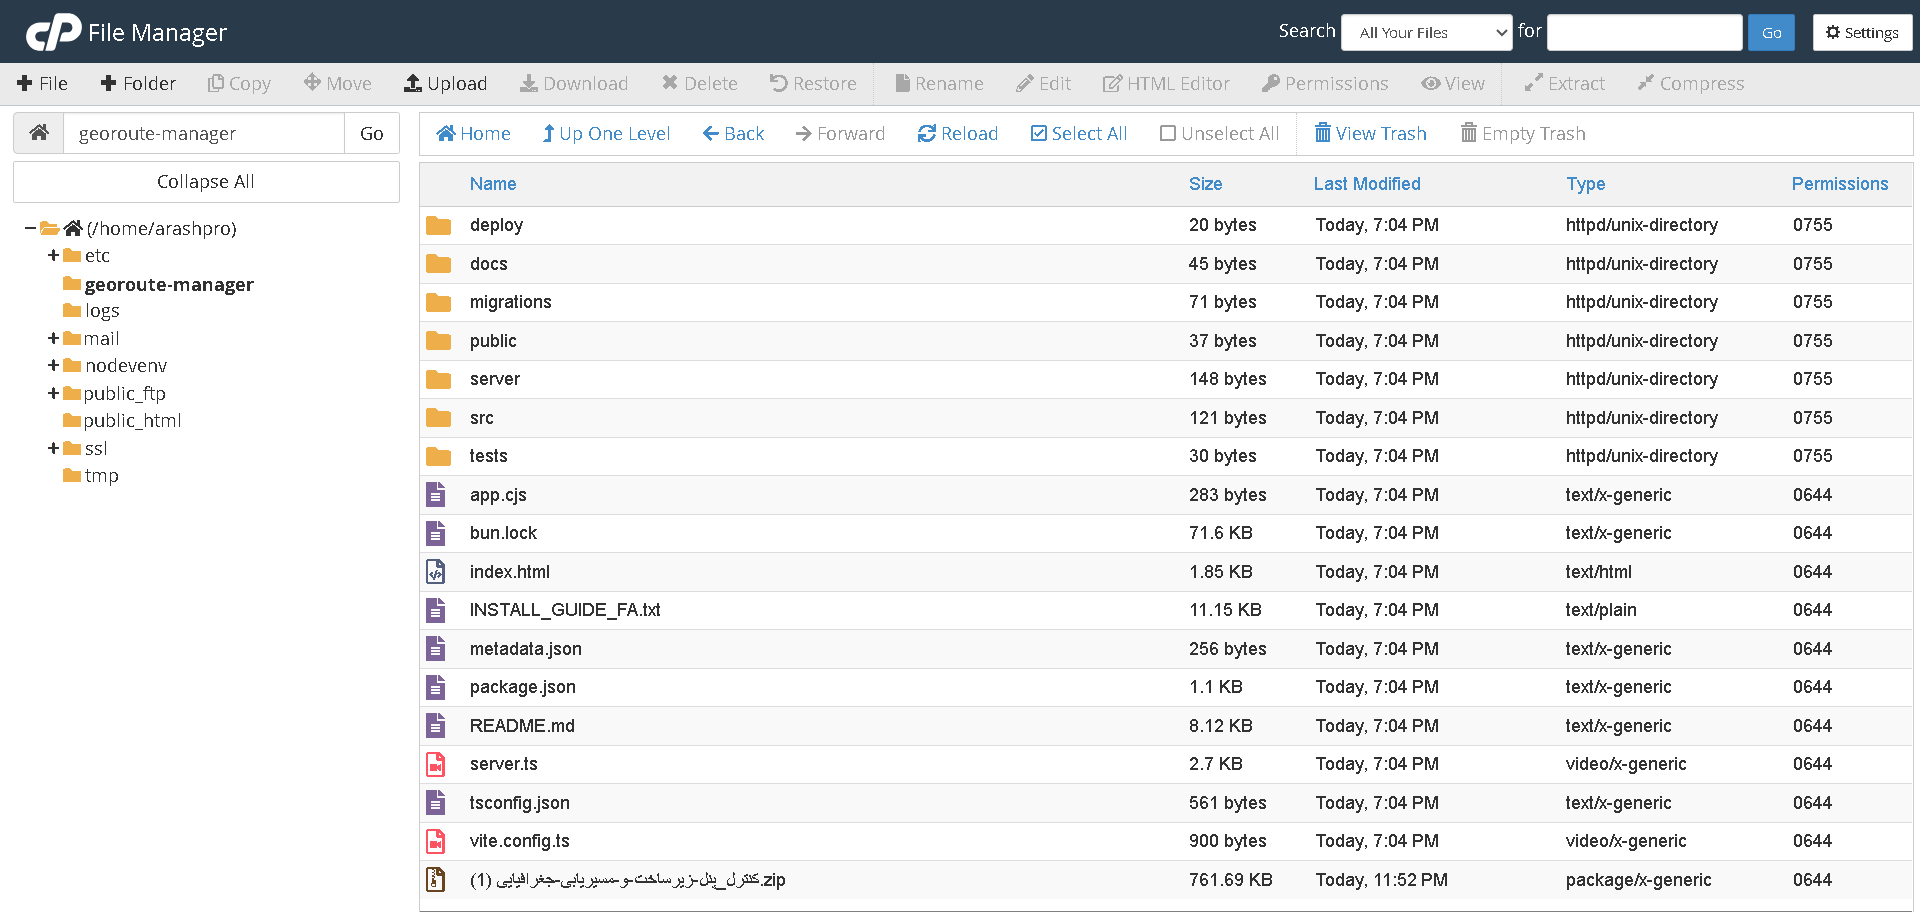 cP File Manager
Search All Your Files for Go Settings
File Folder Copy Move Upload Download Delete Restore Rename Edit HTML Editor Permissions View Extract Compress
georoute-manager Go
Home Up One Level Back Forward Reload Select All Unselect All View Trash Empty Trash
Collapse All
(/home/arashpro)
etc
georoute-manager
logs
mail
nodevenv
public_ftp
public_html
ssl
tmp
Name Size Last Modified Type Permissions
deploy 20 bytes Today, 7:04 PM httpd/unix-directory 0755
docs 45 bytes Today, 7:04 PM httpd/unix-directory 0755
migrations 71 bytes Today, 7:04 PM httpd/unix-directory 0755
public 37 bytes Today, 7:04 PM httpd/unix-directory 0755
server 148 bytes Today, 7:04 PM httpd/unix-directory 0755
src 121 bytes Today, 7:04 PM httpd/unix-directory 0755
tests 30 bytes Today, 7:04 PM httpd/unix-directory 0755
app.cjs 283 bytes Today, 7:04 PM text/x-generic 0644
bun.lock 71.6 KB Today, 7:04 PM text/x-generic 0644
index.html 1.85 KB Today, 7:04 PM text/html 0644
INSTALL_GUIDE_FA.txt 11.15 KB Today, 7:04 PM text/plain 0644
metadata.json 256 bytes Today, 7:04 PM text/x-generic 0644
package.json 1.1 KB Today, 7:04 PM text/x-generic 0644
README.md 8.12 KB Today, 7:04 PM text/x-generic 0644
server.ts 2.7 KB Today, 7:04 PM video/x-generic 0644
tsconfig.json 561 bytes Today, 7:04 PM text/x-generic 0644
vite.config.ts 900 bytes Today, 7:04 PM video/x-generic 0644
کنترل_پنل-زیرساخت-و-مسیریابی-جغرافیایی (1).zip 761.69 KB Today, 11:52 PM package/x-generic 0644